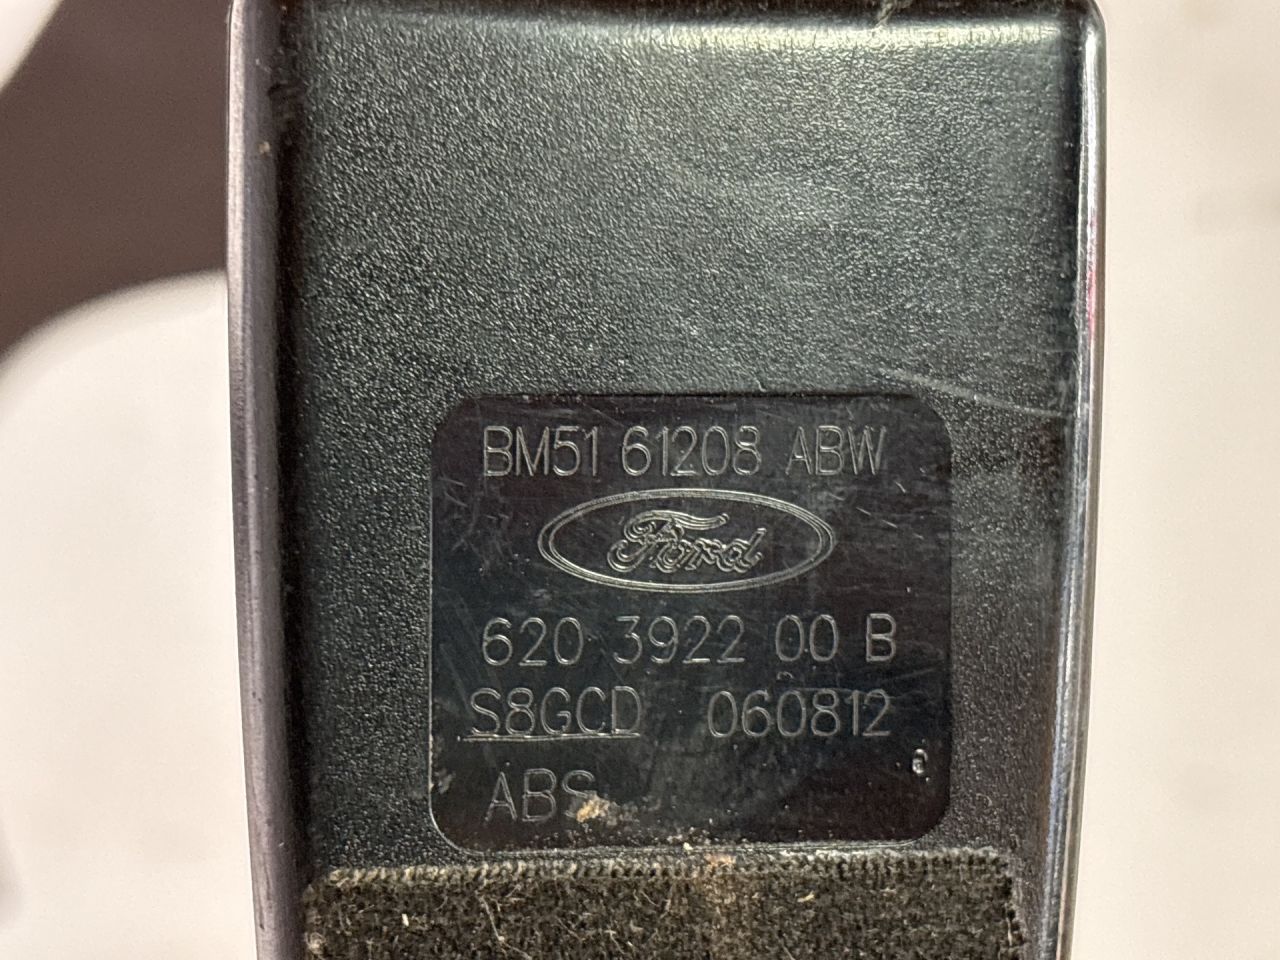 BM51 61208 ABW
Ford
620 3922 00 B
S8GCD 060812
ABS